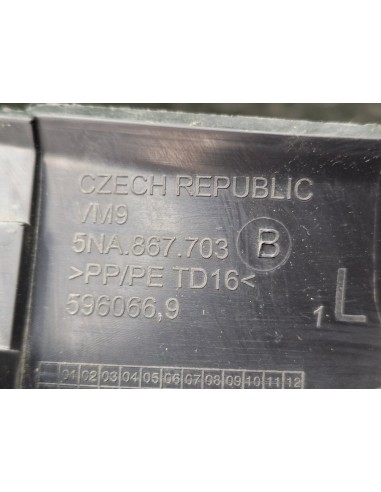 CZECH REPUBLIC
VM9
5NA.867.703 B
>PP/PE TD16<
596066,9
1 L
01 02 03 04 05 06 07 08 09 10 11 12